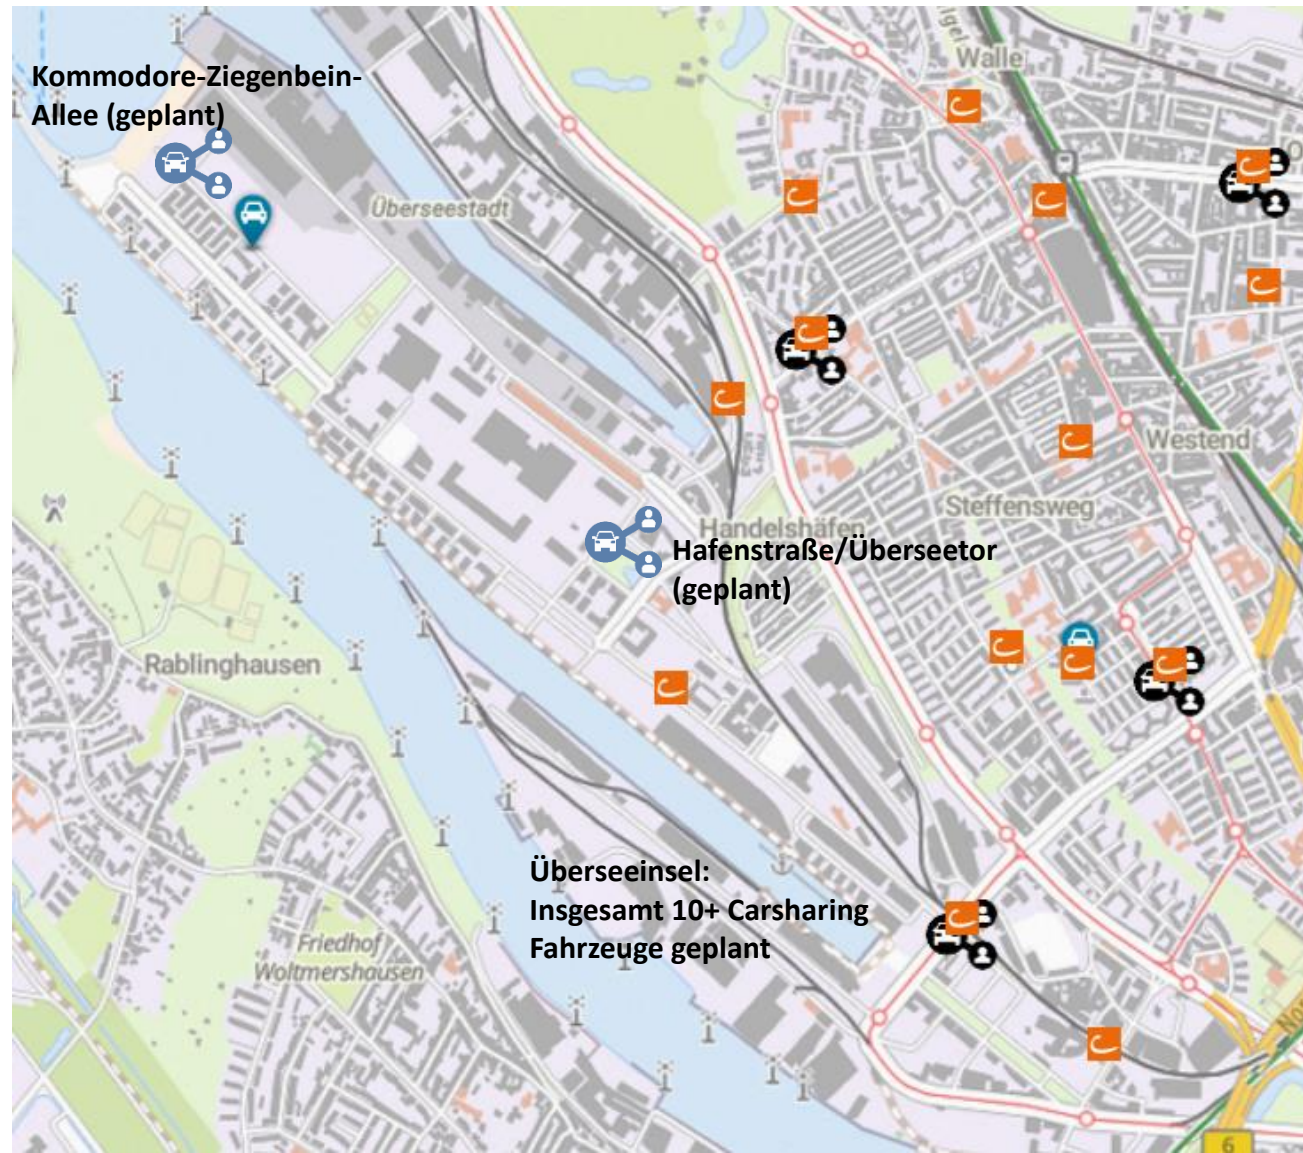 Walle
Kommodore-Ziegenbein-
Allee (geplant)
Überseestadt
Westend
Steffensweg
Handelshäfen
Hafenstraße/Überseetor
(geplant)
Rablinghausen
Überseeinsel:
Insgesamt 10+ Carsharing
Fahrzeuge geplant
Friedhof
Woltmershausen
6